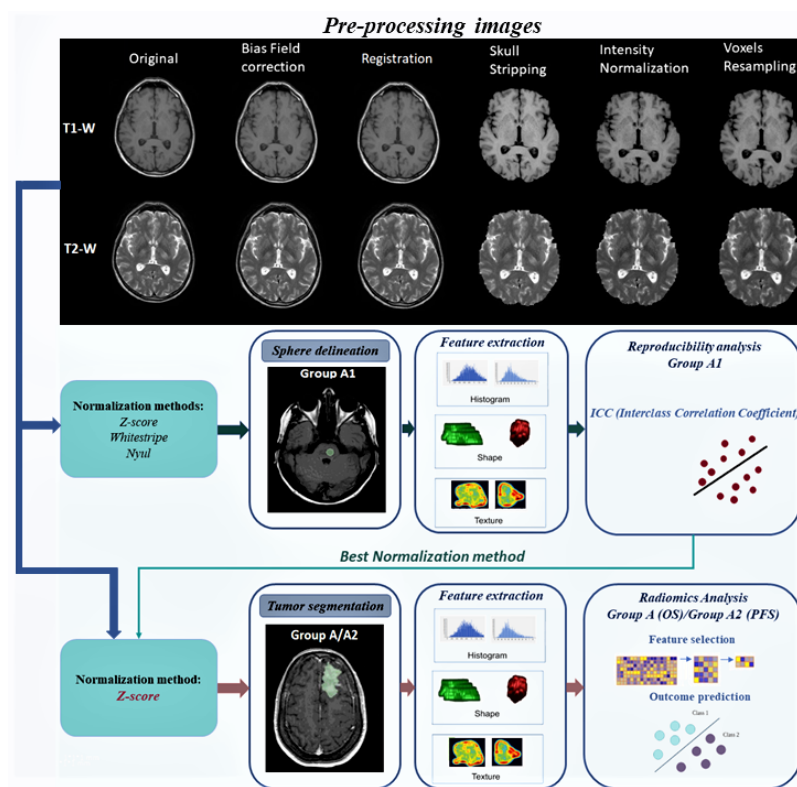 Pre-processing images
Original
Bias Field
correction
Registration
Skull
Stripping
Intensity
Normalization
Voxels
Resampling
T1-W
T2-W
Normalization methods:
Z-score
Whitestripe
Nyul
Sphere delineation
Group A1
Feature extraction
Histogram
Shape
Texture
Reproducibility analysis
Group A1
ICC (Interclass Correlation Coefficient)
Best Normalization method
Normalization method:
Z-score
Tumor segmentation
Group A/A2
Feature extraction
Histogram
Shape
Texture
Radiomics Analysis
Group A (OS)/Group A2 (PFS)
Feature selection
Outcome prediction
Class 1
Class 2